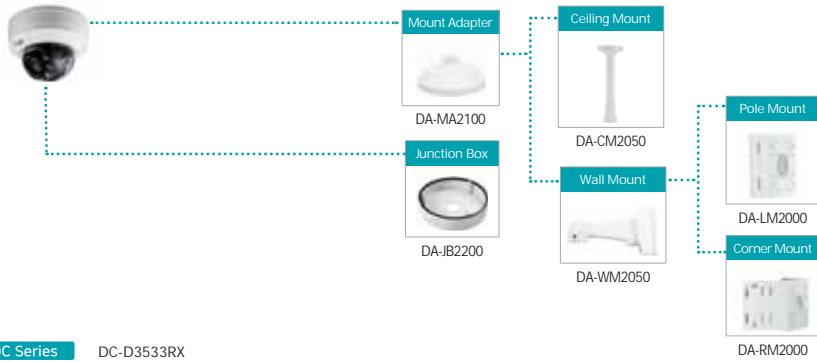 Mount Adapter
DA-MA2100
Ceiling Mount
DA-CM2050
Junction Box
DA-JB2200
Wall Mount
DA-WM2050
Pole Mount
DA-LM2000
Corner Mount
DA-RM2000
C Series
DC-D3533RX